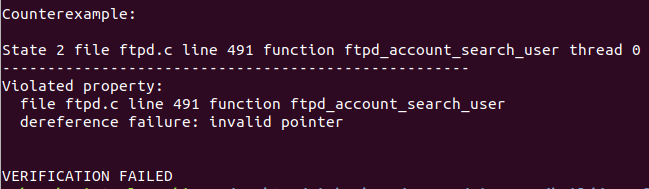 Counterexample:
State 2 file ftpd.c line 491 function ftpd_account_search_user thread 0
----------------------------------------------------
Violated property:
file ftpd.c line 491 function ftpd_account_search_user
dereference failure: invalid pointer
VERIFICATION FAILED